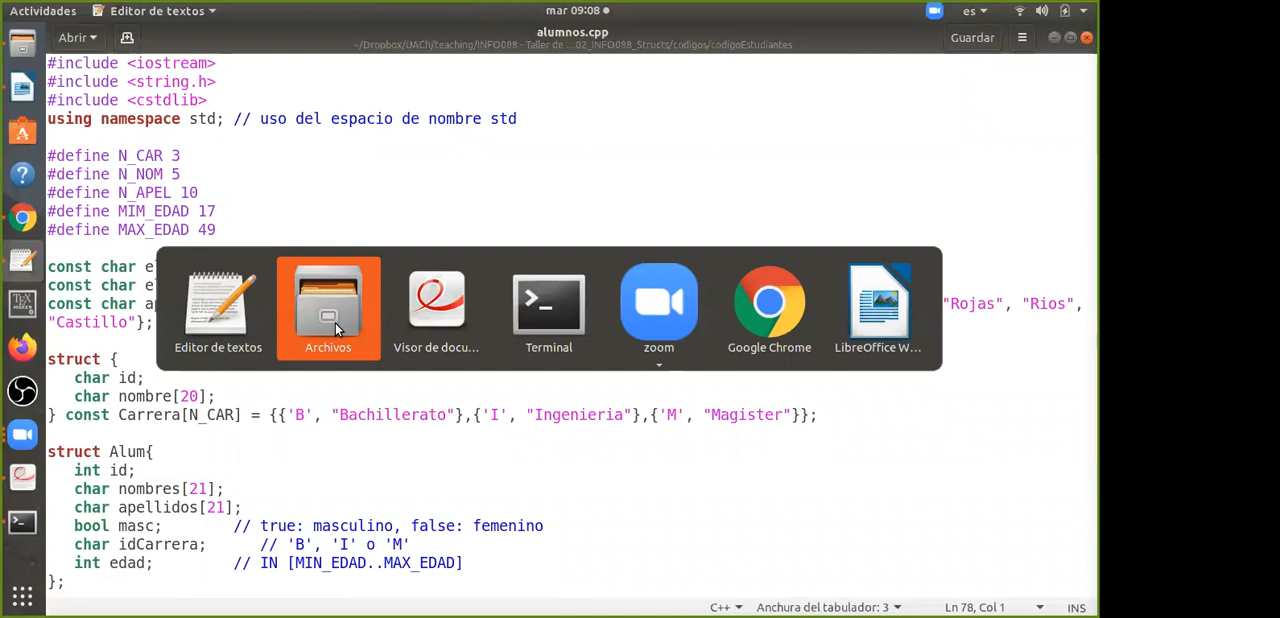 Actividades Editor de textos mar 09:08 es
Abrir alumnos.cpp Guardar
~/Dropbox/UACh/teaching/INFO088 - Taller de ...02_INFO088_Structs/codigos/codigoEstudiantes
#include <iostream>
#include <string.h>
#include <cstdlib>
using namespace std; // uso del espacio de nombre std
#define N_CAR 3
#define N_NOM 5
#define N_APEL 10
#define MIM_EDAD 17
#define MAX_EDAD 49
const char e
const char e
const char a "Rojas", "Rios",
"Castillo"};
Editor de textos Archivos Visor de docu... Terminal zoom Google Chrome LibreOffice W...
struct {
char id;
char nombre[20];
} const Carrera[N_CAR] = {{'B', "Bachillerato"},{'I', "Ingenieria"},{'M', "Magister"}};
struct Alum{
int id;
char nombres[21];
char apellidos[21];
bool masc; // true: masculino, false: femenino
char idCarrera; // 'B', 'I' o 'M'
int edad; // IN [MIN_EDAD..MAX_EDAD]
};
C++ Anchura del tabulador: 3 Ln 78, Col 1 INS